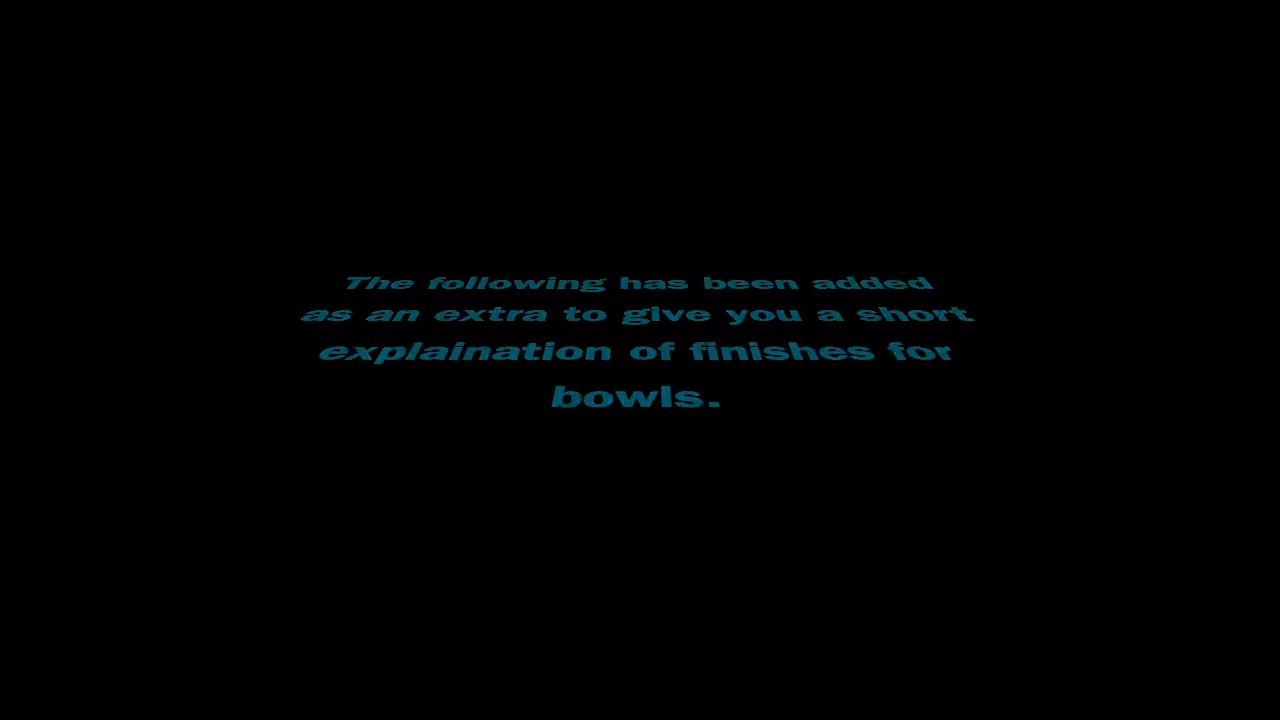 The following has been added
as an extra to give you a short
explaination of finishes for
bowls.